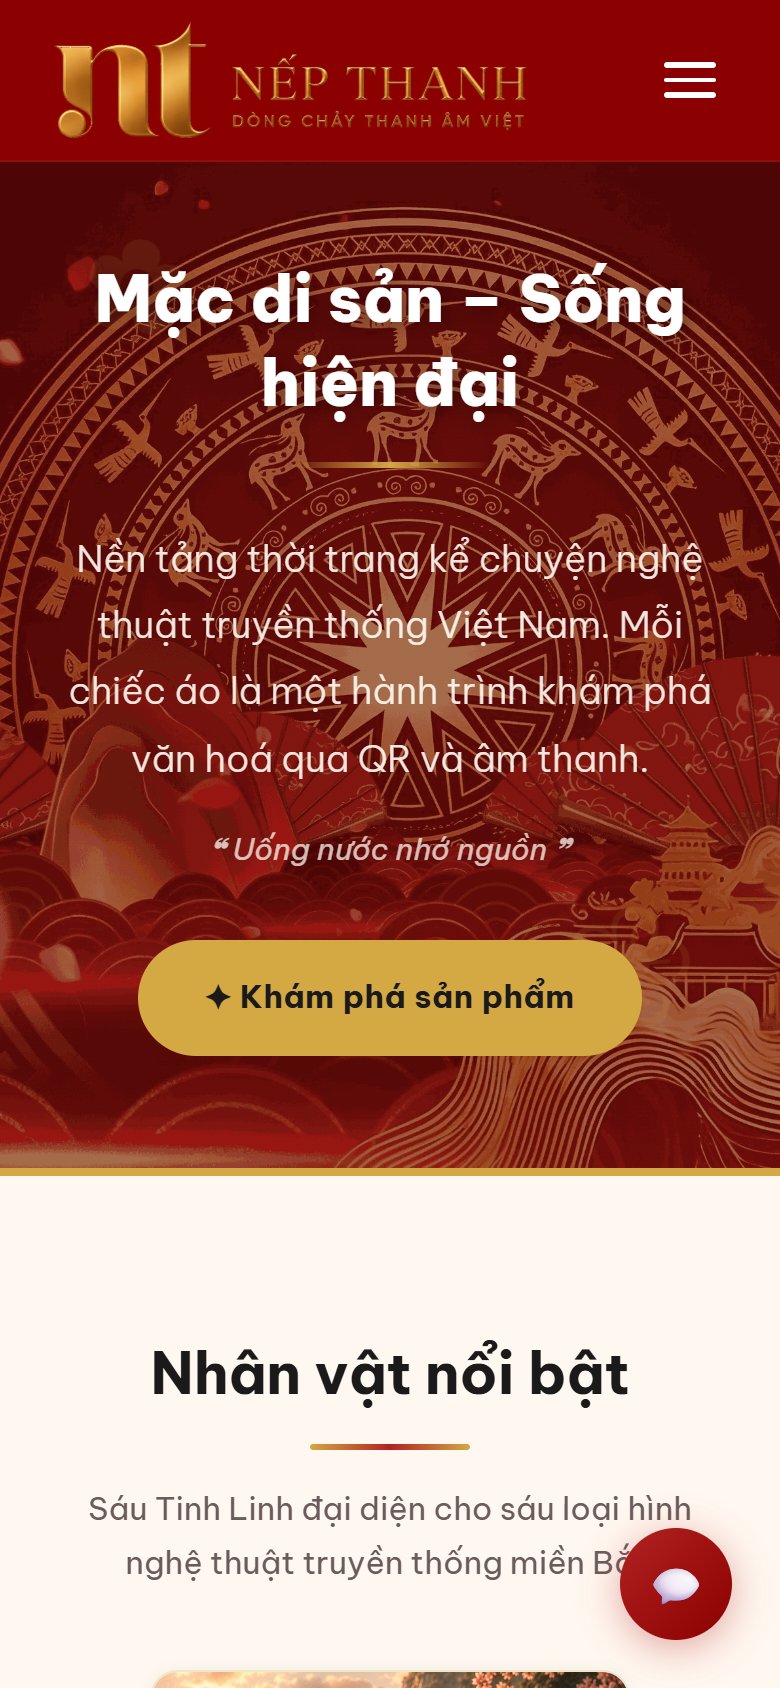 nt
NẾP THANH
DÒNG CHẢY THANH ÂM VIỆT
Mặc di sản – Sống
hiện đại
Nền tảng thời trang kể chuyện nghệ
thuật truyền thống Việt Nam. Mỗi
chiếc áo là một hành trình khám phá
văn hoá qua QR và âm thanh.
❝ Uống nước nhớ nguồn ❞
✦ Khám phá sản phẩm
Nhân vật nổi bật
Sáu Tinh Linh đại diện cho sáu loại hình
nghệ thuật truyền thống miền